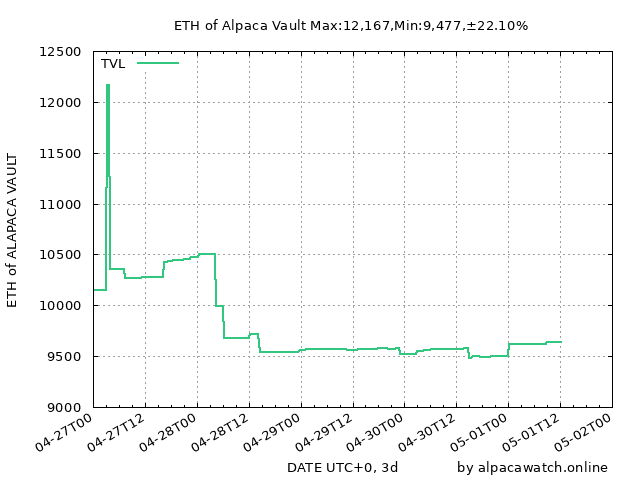 ETH of Alpaca Vault Max:12,167,Min:9,477,±22.10%
TVL
12500
12000
11500
11000
10500
10000
9500
9000
ETH of ALAPACA VAULT
04-27T00
04-27T12
04-28T00
04-28T12
04-29T00
04-29T12
04-30T00
04-30T12
05-01T00
05-01T12
05-02T00
DATE UTC+0, 3d
by alpacawatch.online